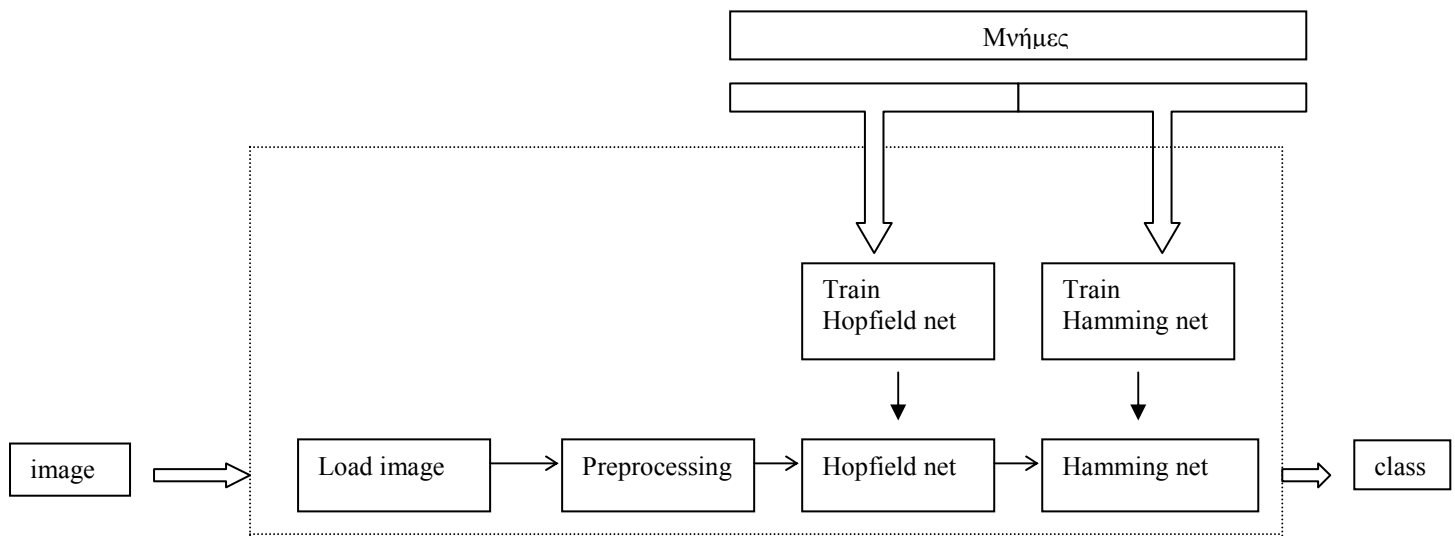 Μνήμες
Train
Hopfield net
Train
Hamming net
image
Load image
Preprocessing
Hopfield net
Hamming net
class